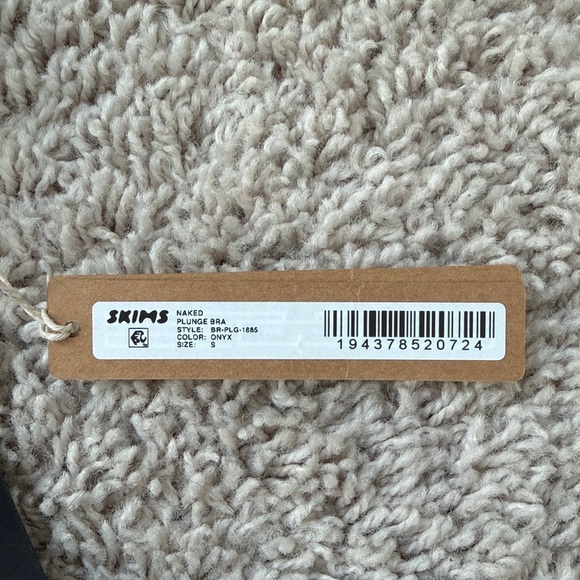 SKIMS
NAKED
PLUNGE BRA
STYLE: BR-PLG-1885
COLOR: ONYX
SIZE: S
194378520724